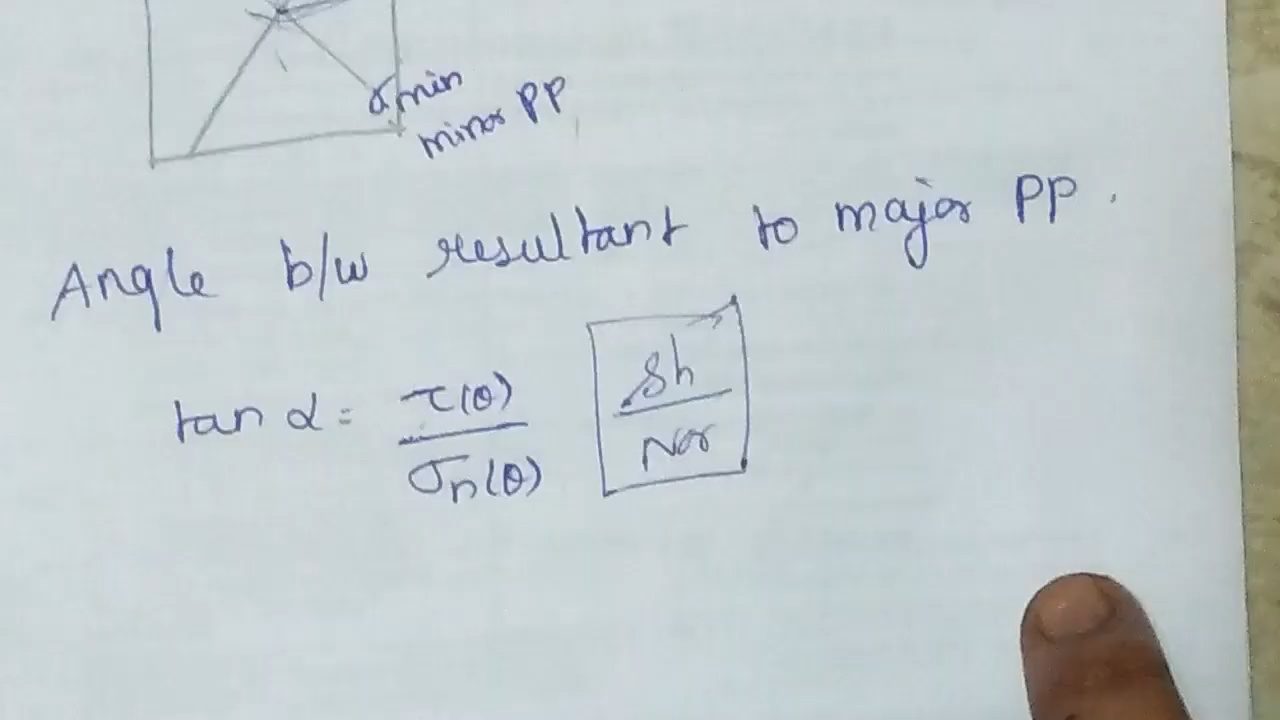 σmin
minor PP
Angle b/w resultant to major PP.
tan α = τ(θ) / σn(θ)
Sh / Nor